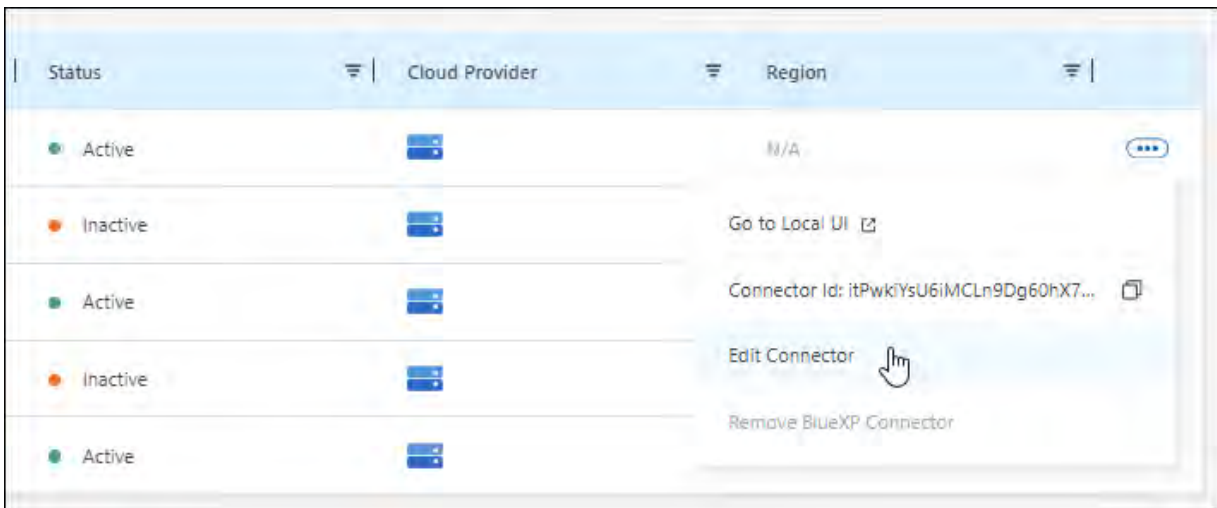 Status Cloud Provider Region
Active N/A
Inactive
Go to Local UI
Connector Id: itPwkiYsU6iMCLn9Dg60hX7...
Active
Edit Connector
Inactive
Remove BlueXP Connector
Active